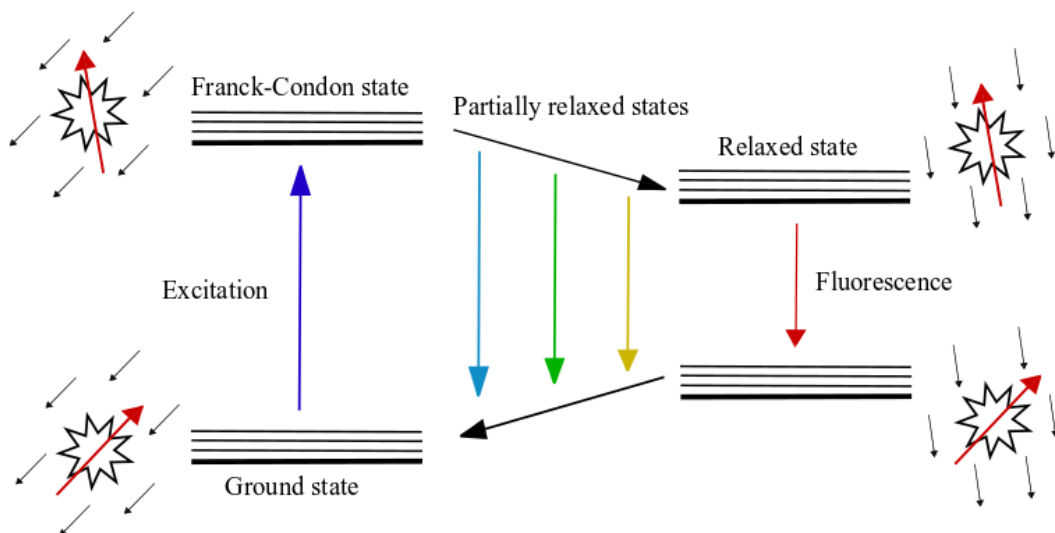 Franck-Condon state
Partially relaxed states
Relaxed state
Excitation
Fluorescence
Ground state